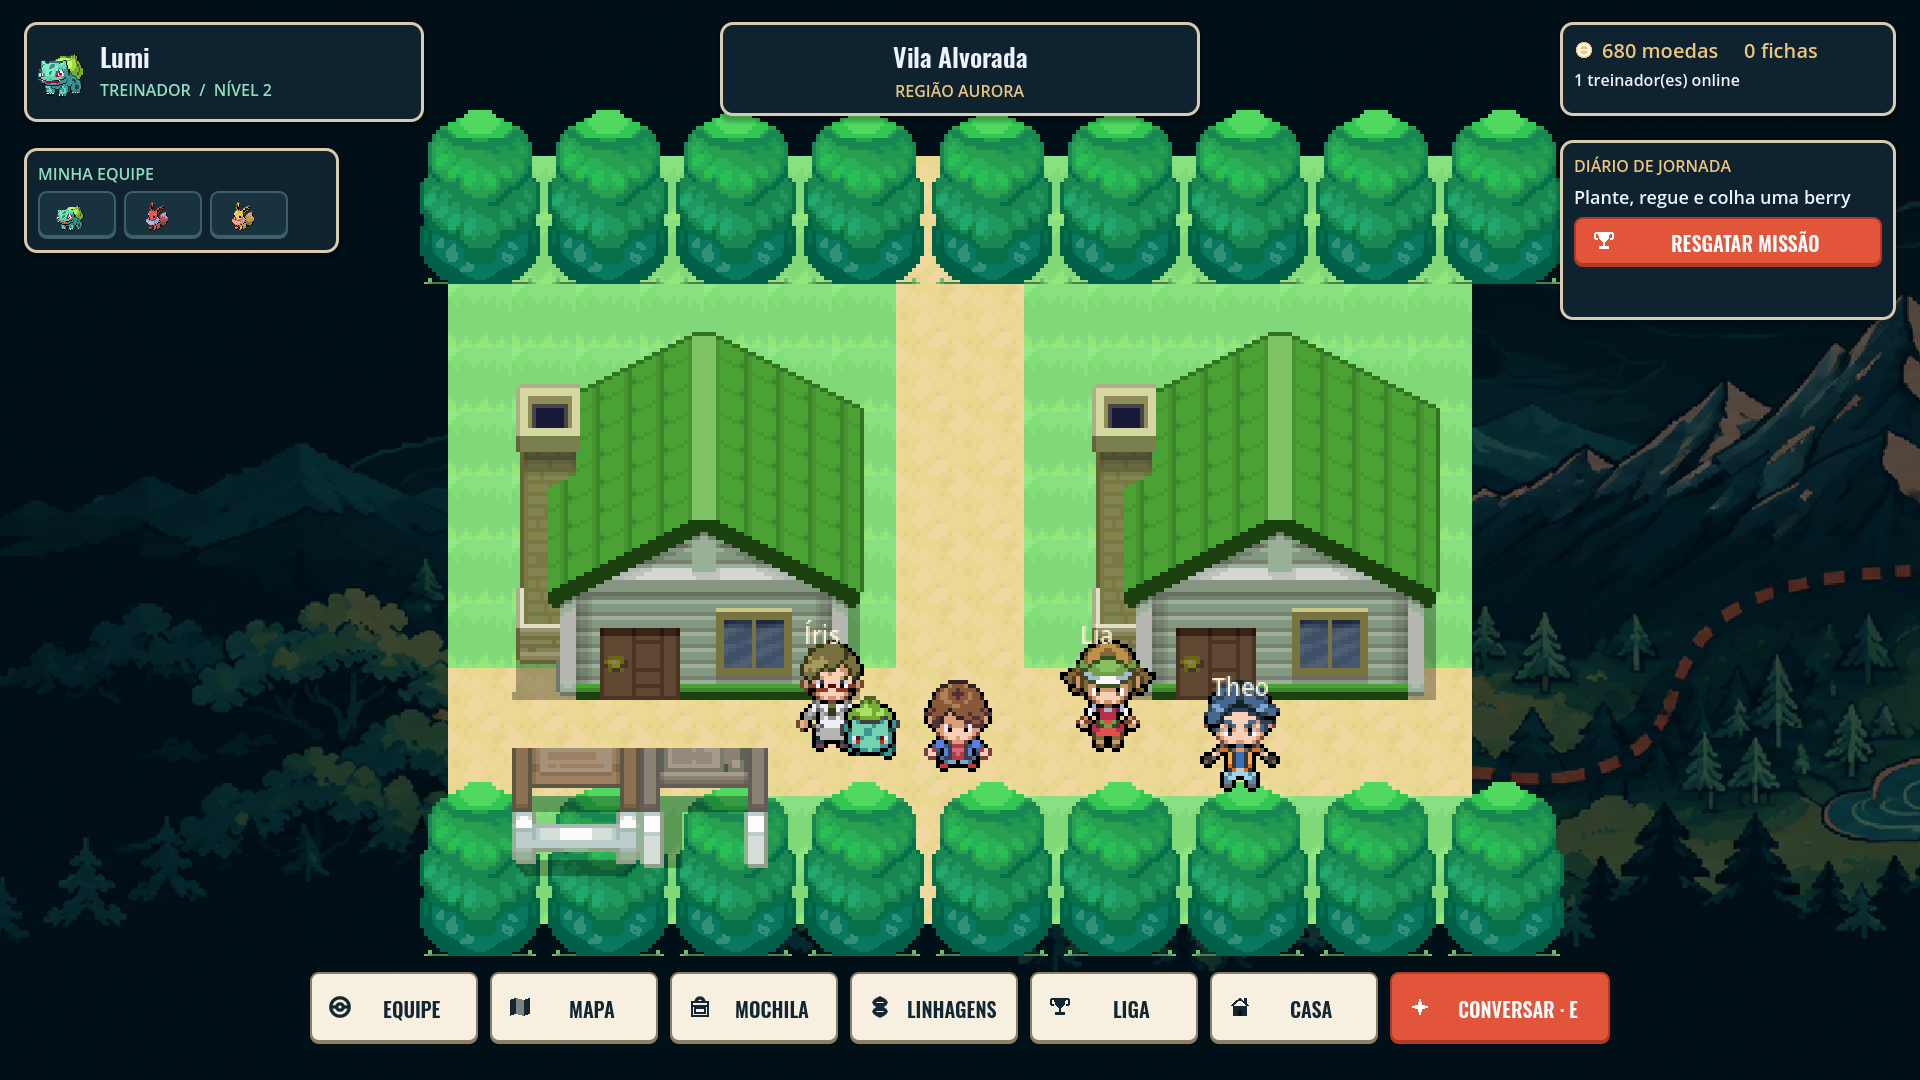 Lumi
TREINADOR / NÍVEL 2
Vila Alvorada
REGIÃO AURORA
680 moedas 0 fichas
1 treinador(es) online
MINHA EQUIPE
DIÁRIO DE JORNADA
Plante, regue e colha uma berry
RESGATAR MISSÃO
Íris
Lia
Theo
EQUIPE
MAPA
MOCHILA
LINHAGENS
LIGA
CASA
CONVERSAR · E